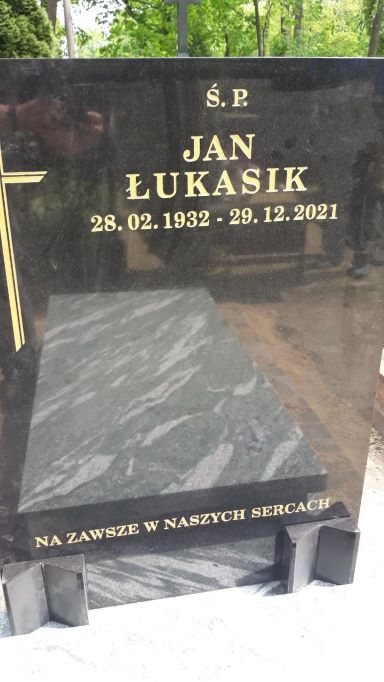 Ś. P.
JAN
ŁUKASIK
28. 02. 1932 - 29. 12. 2021
NA ZAWSZE W NASZYCH SERCACH